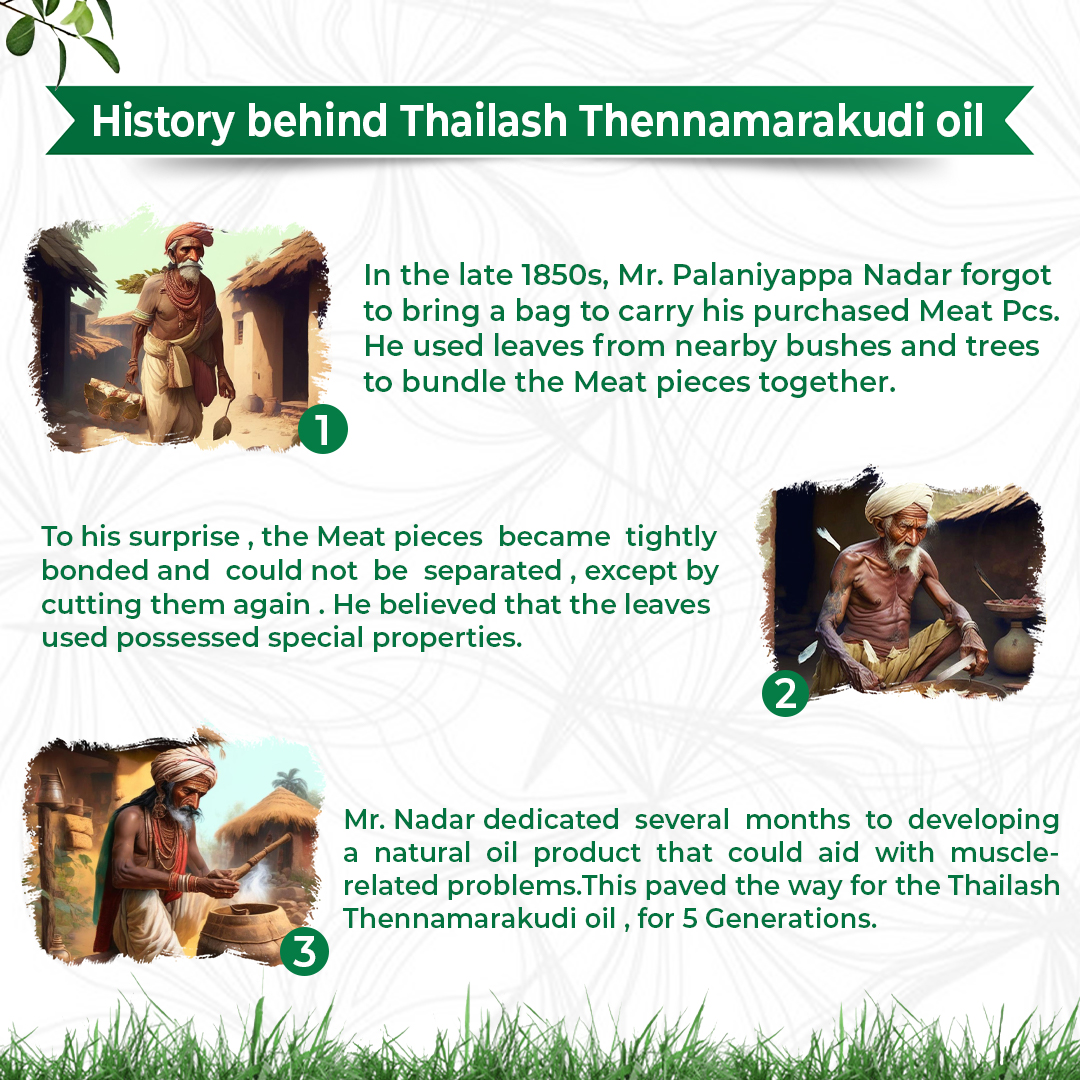 History behind Thailash Thennamarakudi oil
In the late 1850s, Mr. Palaniyappa Nadar forgot
to bring a bag to carry his purchased Meat Pcs.
He used leaves from nearby bushes and trees
to bundle the Meat pieces together.
1
To his surprise , the Meat pieces became tightly
bonded and could not be separated , except by
cutting them again . He believed that the leaves
used possessed special properties.
2
Mr. Nadar dedicated several months to developing
a natural oil product that could aid with muscle-
related problems.This paved the way for the Thailash
Thennamarakudi oil , for 5 Generations.
3